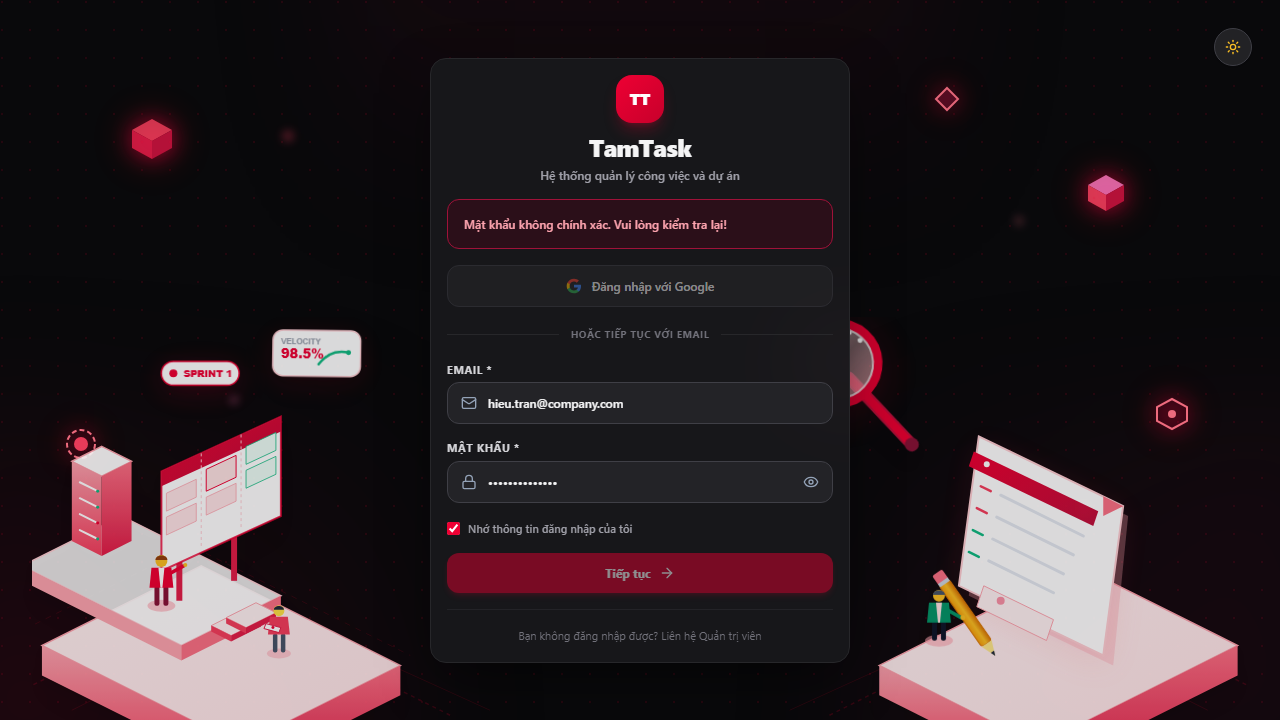 TT
TamTask
Hệ thống quản lý công việc và dự án
Mật khẩu không chính xác. Vui lòng kiểm tra lại!
Đăng nhập với Google
HOẶC TIẾP TỤC VỚI EMAIL
EMAIL *
hieu.tran@company.com
MẬT KHẨU *
••••••••••••••
Nhớ thông tin đăng nhập của tôi
Tiếp tục
Bạn không đăng nhập được? Liên hệ Quản trị viên
VELOCITY
98.5%
SPRINT 1